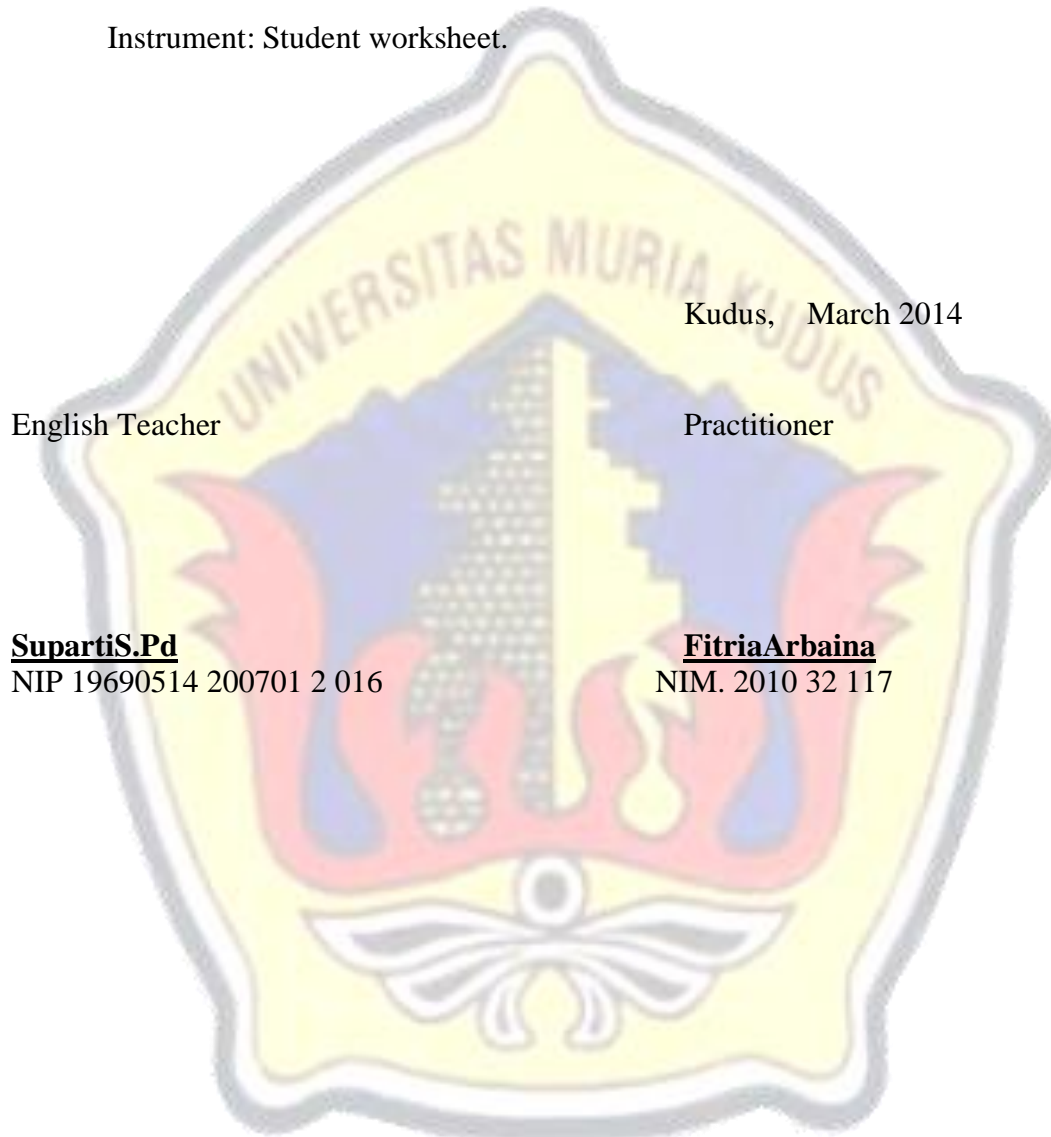 Instrument: Student worksheet.
UNIVERSITAS MURIA KUDUS
Kudus, March 2014
English Teacher Practitioner
SupartiS.Pd FitriaArbaina
NIP 19690514 200701 2 016 NIM. 2010 32 117